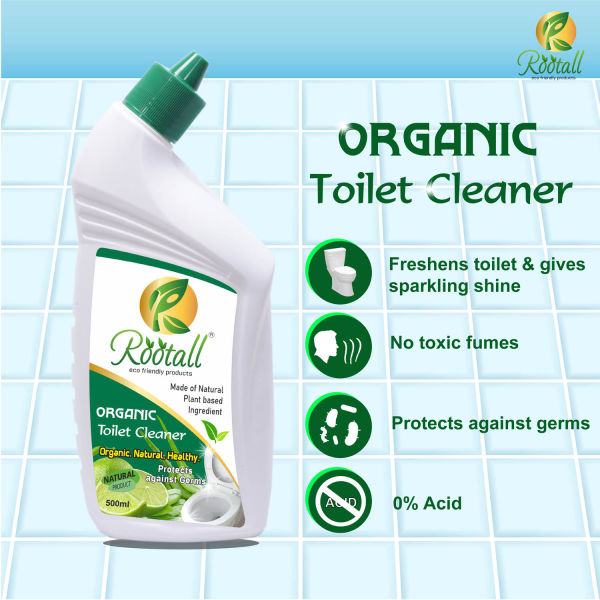 Rootall
eco friendly products
ORGANIC
Toilet Cleaner
Freshens toilet & gives
sparkling shine
No toxic fumes
Protects against germs
ACID
0% Acid
Rootall®
eco friendly products
Made of Natural
Plant based
Ingredient
ORGANIC
Toilet Cleaner
Organic. Natural. Healthy.
Protects
against Germs
NATURAL
PRODUCT
500ml